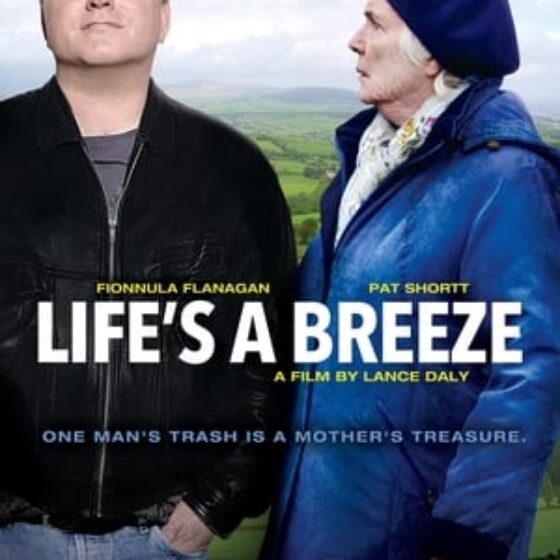 FIONNULA FLANAGAN PAT SHORTT
LIFE'S A BREEZE
A FILM BY LANCE DALY
ONE MAN'S TRASH IS A MOTHER'S TREASURE.